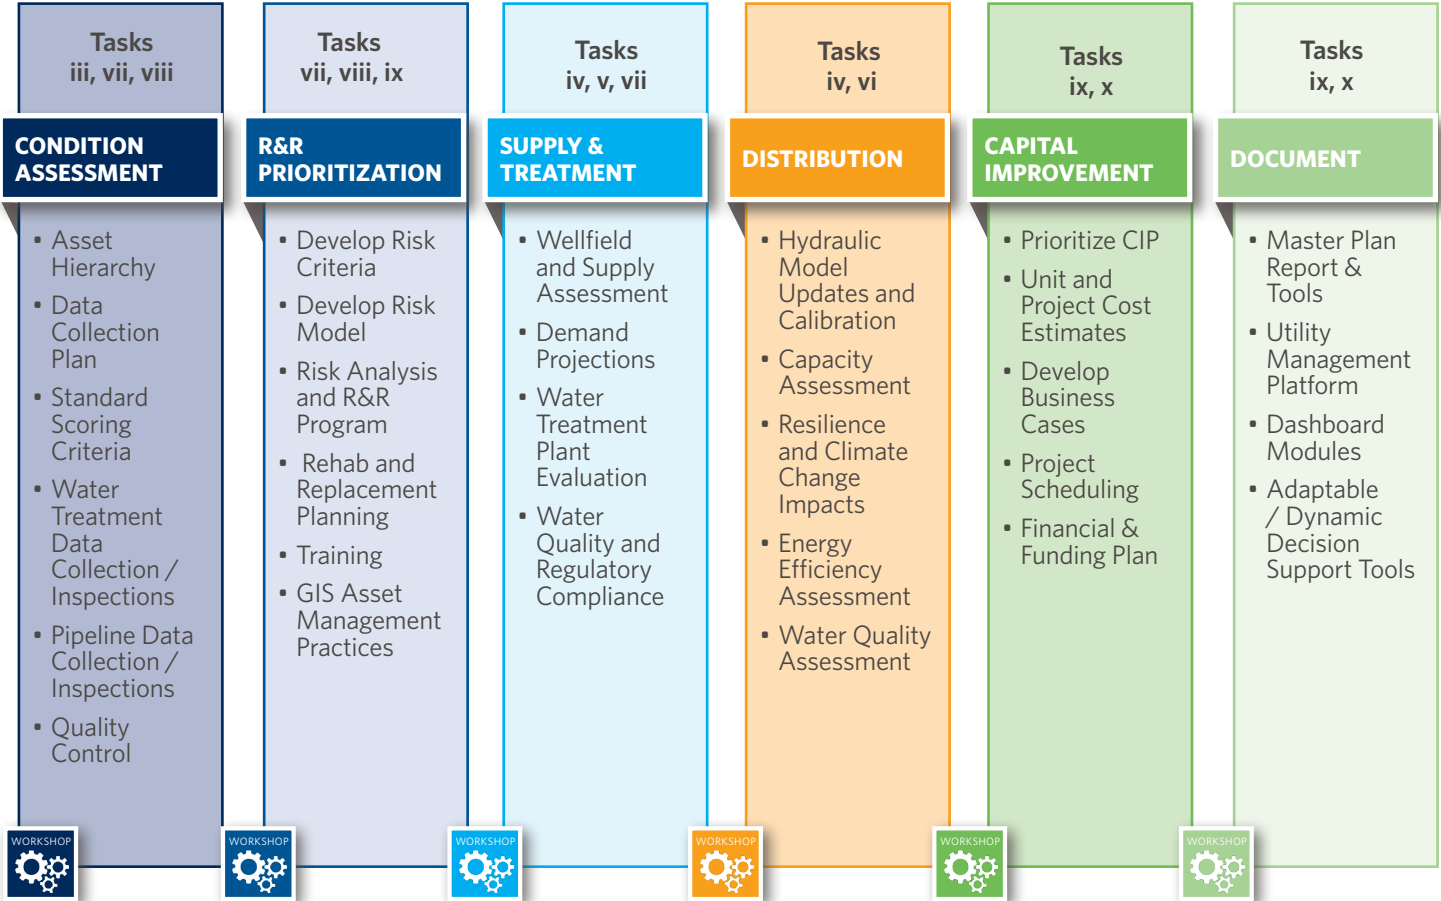 Tasks
iii, vii, viii
CONDITION
ASSESSMENT
• Asset
Hierarchy
• Data
Collection
Plan
• Standard
Scoring
Criteria
• Water
Treatment
Data
Collection /
Inspections
• Pipeline Data
Collection /
Inspections
• Quality
Control
WORKSHOP
Tasks
vii, viii, ix
R&R
PRIORITIZATION
• Develop Risk
Criteria
• Develop Risk
Model
• Risk Analysis
and R&R
Program
• Rehab and
Replacement
Planning
• Training
• GIS Asset
Management
Practices
WORKSHOP
Tasks
iv, v, vii
SUPPLY &
TREATMENT
• Wellfield
and Supply
Assessment
• Demand
Projections
• Water
Treatment
Plant
Evaluation
• Water
Quality and
Regulatory
Compliance
WORKSHOP
Tasks
iv, vi
DISTRIBUTION
• Hydraulic
Model
Updates and
Calibration
• Capacity
Assessment
• Resilience
and Climate
Change
Impacts
• Energy
Efficiency
Assessment
• Water Quality
Assessment
WORKSHOP
Tasks
ix, x
CAPITAL
IMPROVEMENT
• Prioritize CIP
• Unit and
Project Cost
Estimates
• Develop
Business
Cases
• Project
Scheduling
• Financial &
Funding Plan
WORKSHOP
Tasks
ix, x
DOCUMENT
• Master Plan
Report &
Tools
• Utility
Management
Platform
• Dashboard
Modules
• Adaptable
/ Dynamic
Decision
Support Tools
WORKSHOP